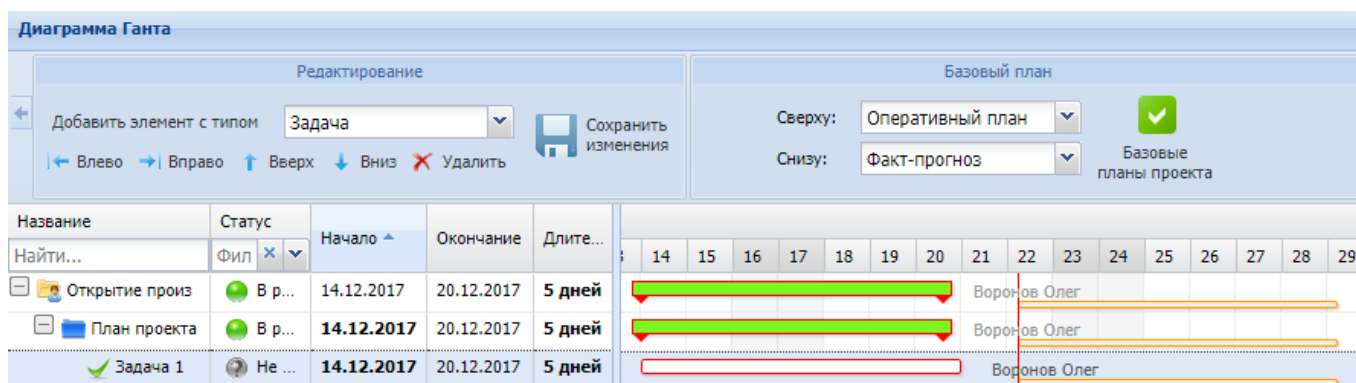 Диаграмма Ганта
Редактирование
Базовый план
Добавить элемент с типом Задача
Сохранить изменения
Влево Вправо Вверх Вниз Удалить
Сверху: Оперативный план
Снизу: Факт-прогноз
Базовые планы проекта
Название Статус Начало Окончание Длите...
Найти... Фил
14 15 16 17 18 19 20 21 22 23 24 25 26 27 28 29
Открытие произ В р... 14.12.2017 20.12.2017 5 дней Воронов Олег
План проекта В р... 14.12.2017 20.12.2017 5 дней Воронов Олег
Задача 1 Не ... 14.12.2017 20.12.2017 5 дней Воронов Олег